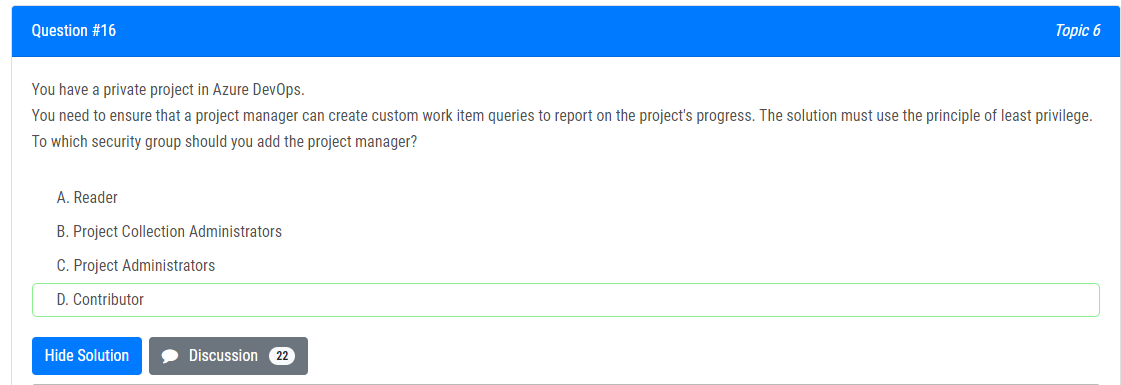 Question #16
Topic 6
You have a private project in Azure DevOps.
You need to ensure that a project manager can create custom work item queries to report on the project's progress. The solution must use the principle of least privilege.
To which security group should you add the project manager?
A. Reader
B. Project Collection Administrators
C. Project Administrators
D. Contributor
Hide Solution
Discussion 22